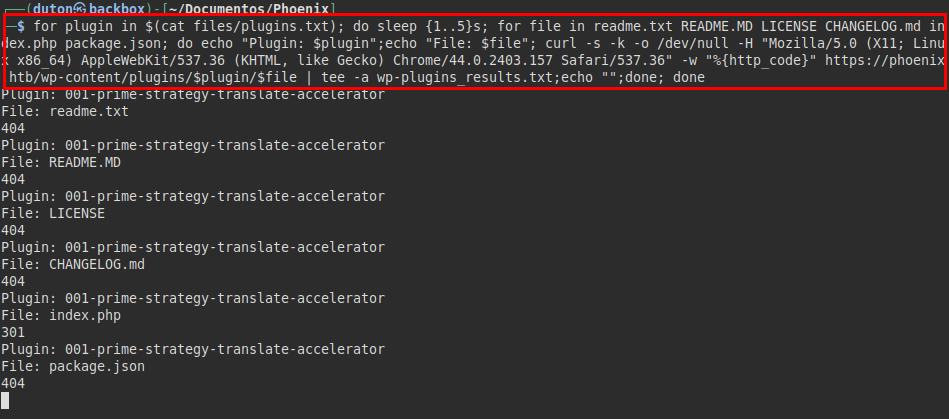 ┌──(duton㉿backbox)-[~/Documentos/Phoenix]
─$ for plugin in $(cat files/plugins.txt); do sleep {1..5}s; for file in readme.txt README.MD LICENSE CHANGELOG.md in
dex.php package.json; do echo "Plugin: $plugin";echo "File: $file"; curl -s -k -o /dev/null -H "Mozilla/5.0 (X11; Linu
x x86_64) AppleWebKit/537.36 (KHTML, like Gecko) Chrome/44.0.2403.157 Safari/537.36" -w "%{http_code}" https://phoenix
htb/wp-content/plugins/$plugin/$file | tee -a wp-plugins_results.txt;echo "";done; done
Plugin: 001-prime-strategy-translate-accelerator
File: readme.txt
404
Plugin: 001-prime-strategy-translate-accelerator
File: README.MD
404
Plugin: 001-prime-strategy-translate-accelerator
File: LICENSE
404
Plugin: 001-prime-strategy-translate-accelerator
File: CHANGELOG.md
404
Plugin: 001-prime-strategy-translate-accelerator
File: index.php
301
Plugin: 001-prime-strategy-translate-accelerator
File: package.json
404